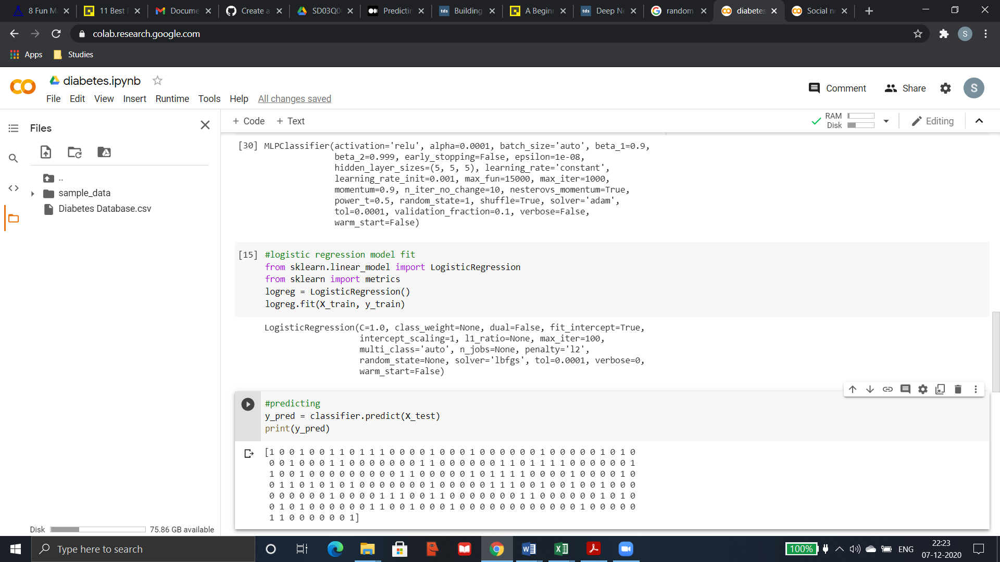 8 Fun M
11 Best
Docume
Create a
SD03Q0
Predictin
tds Building
A Beginn
tds Deep Ne
random
diabetes
Social ne
colab.research.google.com
S
Apps
Studies
diabetes.ipynb
File Edit View Insert Runtime Tools Help All changes saved
Comment
Share
S
Files
+ Code + Text
RAM
Disk
Editing
..
sample_data
Diabetes Database.csv
[30] MLPClassifier(activation='relu', alpha=0.0001, batch_size='auto', beta_1=0.9,
beta_2=0.999, early_stopping=False, epsilon=1e-08,
hidden_layer_sizes=(5, 5, 5), learning_rate='constant',
learning_rate_init=0.001, max_fun=15000, max_iter=1000,
momentum=0.9, n_iter_no_change=10, nesterovs_momentum=True,
power_t=0.5, random_state=1, shuffle=True, solver='adam',
tol=0.0001, validation_fraction=0.1, verbose=False,
warm_start=False)
[15] #logistic regression model fit
from sklearn.linear_model import LogisticRegression
from sklearn import metrics
logreg = LogisticRegression()
logreg.fit(X_train, y_train)
LogisticRegression(C=1.0, class_weight=None, dual=False, fit_intercept=True,
intercept_scaling=1, l1_ratio=None, max_iter=100,
multi_class='auto', n_jobs=None, penalty='l2',
random_state=None, solver='lbfgs', tol=0.0001, verbose=0,
warm_start=False)
#predicting
y_pred = classifier.predict(X_test)
print(y_pred)
[1 0 0 1 0 0 1 1 0 1 1 1 0 0 0 0 1 0 0 0 1 0 0 0 0 0 0 1 0 0 0 0 0 1 0 1 0
0 0 1 0 0 0 1 1 0 0 0 0 0 0 0 1 1 0 0 0 0 0 0 1 1 0 1 1 1 1 0 0 0 0 0 0 1
1 0 0 1 0 0 0 0 0 0 0 0 0 1 1 0 0 0 0 0 1 0 1 1 1 1 0 0 0 0 1 0 0 0 0 1 0
0 1 1 0 1 0 1 0 1 0 0 0 0 0 0 0 1 0 0 0 0 0 1 1 1 0 0 1 0 0 1 0 0 1 0 0 0
0 0 0 0 0 0 1 0 0 0 0 1 1 1 0 0 1 1 0 0 0 0 0 0 0 1 1 0 0 0 0 0 0 1 0 1 0
0 1 0 1 0 0 0 0 0 0 1 1 0 0 1 0 0 0 1 0 0 0 0 0 0 0 0 0 0 0 0 1 0 0 0 0 0
1 1 0 0 0 0 0 0 1]
Disk 75.86 GB available
Type here to search
100%
ENG
22:23
07-12-2020